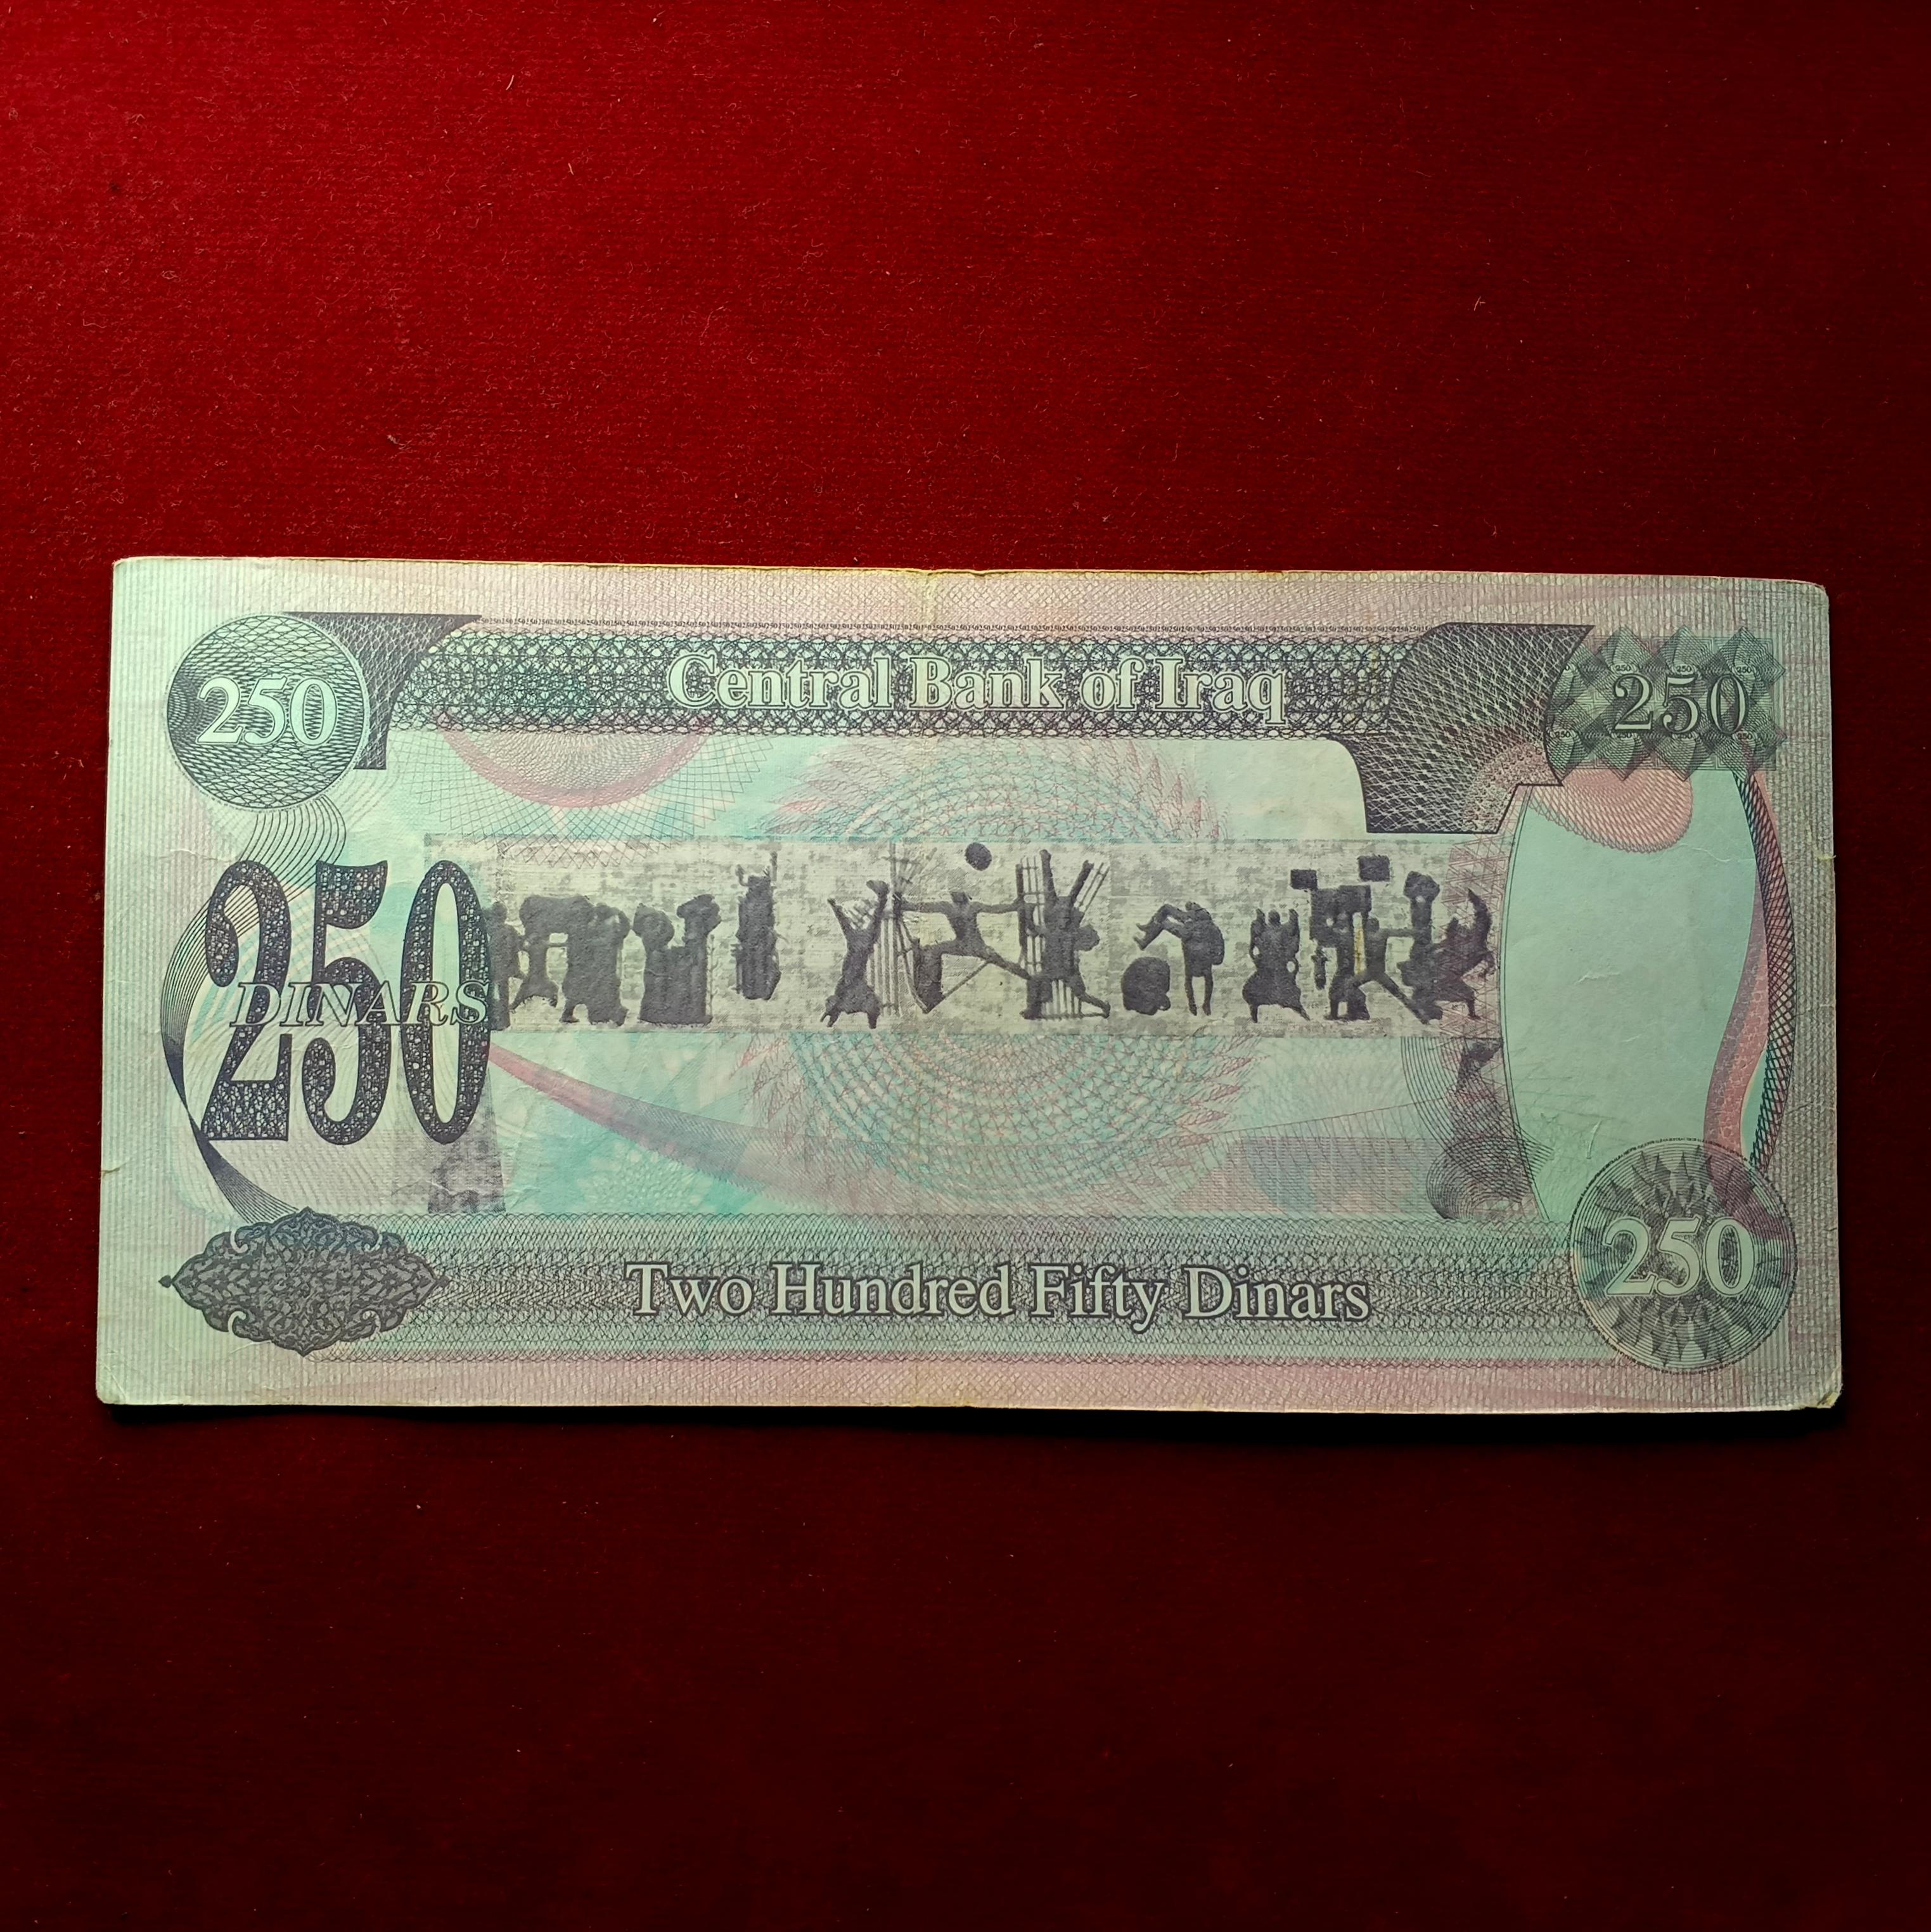 250
Central Bank of Iraq
250
250
DINARS
Two Hundred Fifty Dinars
250